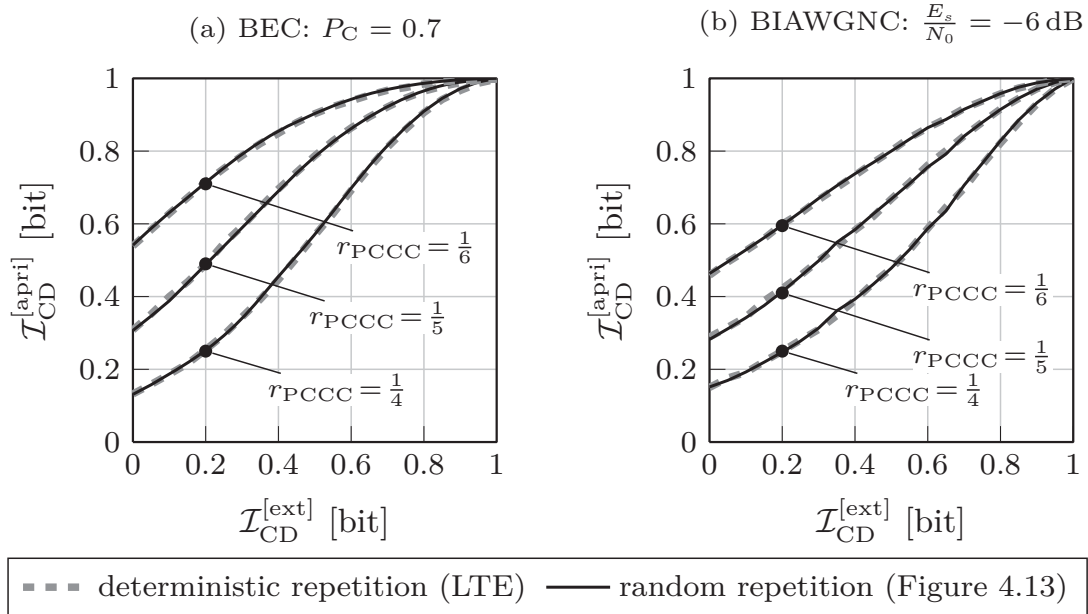 (a) BEC: P_C = 0.7
1
0.8
0.6
0.4
0.2
0
0 0.2 0.4 0.6 0.8 1
I_CD^[apri] [bit]
I_CD^[ext] [bit]
r_PCCC = 1/6
r_PCCC = 1/5
r_PCCC = 1/4
(b) BIAWGNC: E_s/N_0 = −6 dB
1
0.8
0.6
0.4
0.2
0
0 0.2 0.4 0.6 0.8 1
I_CD^[apri] [bit]
I_CD^[ext] [bit]
r_PCCC = 1/6
r_PCCC = 1/5
r_PCCC = 1/4
deterministic repetition (LTE) random repetition (Figure 4.13)